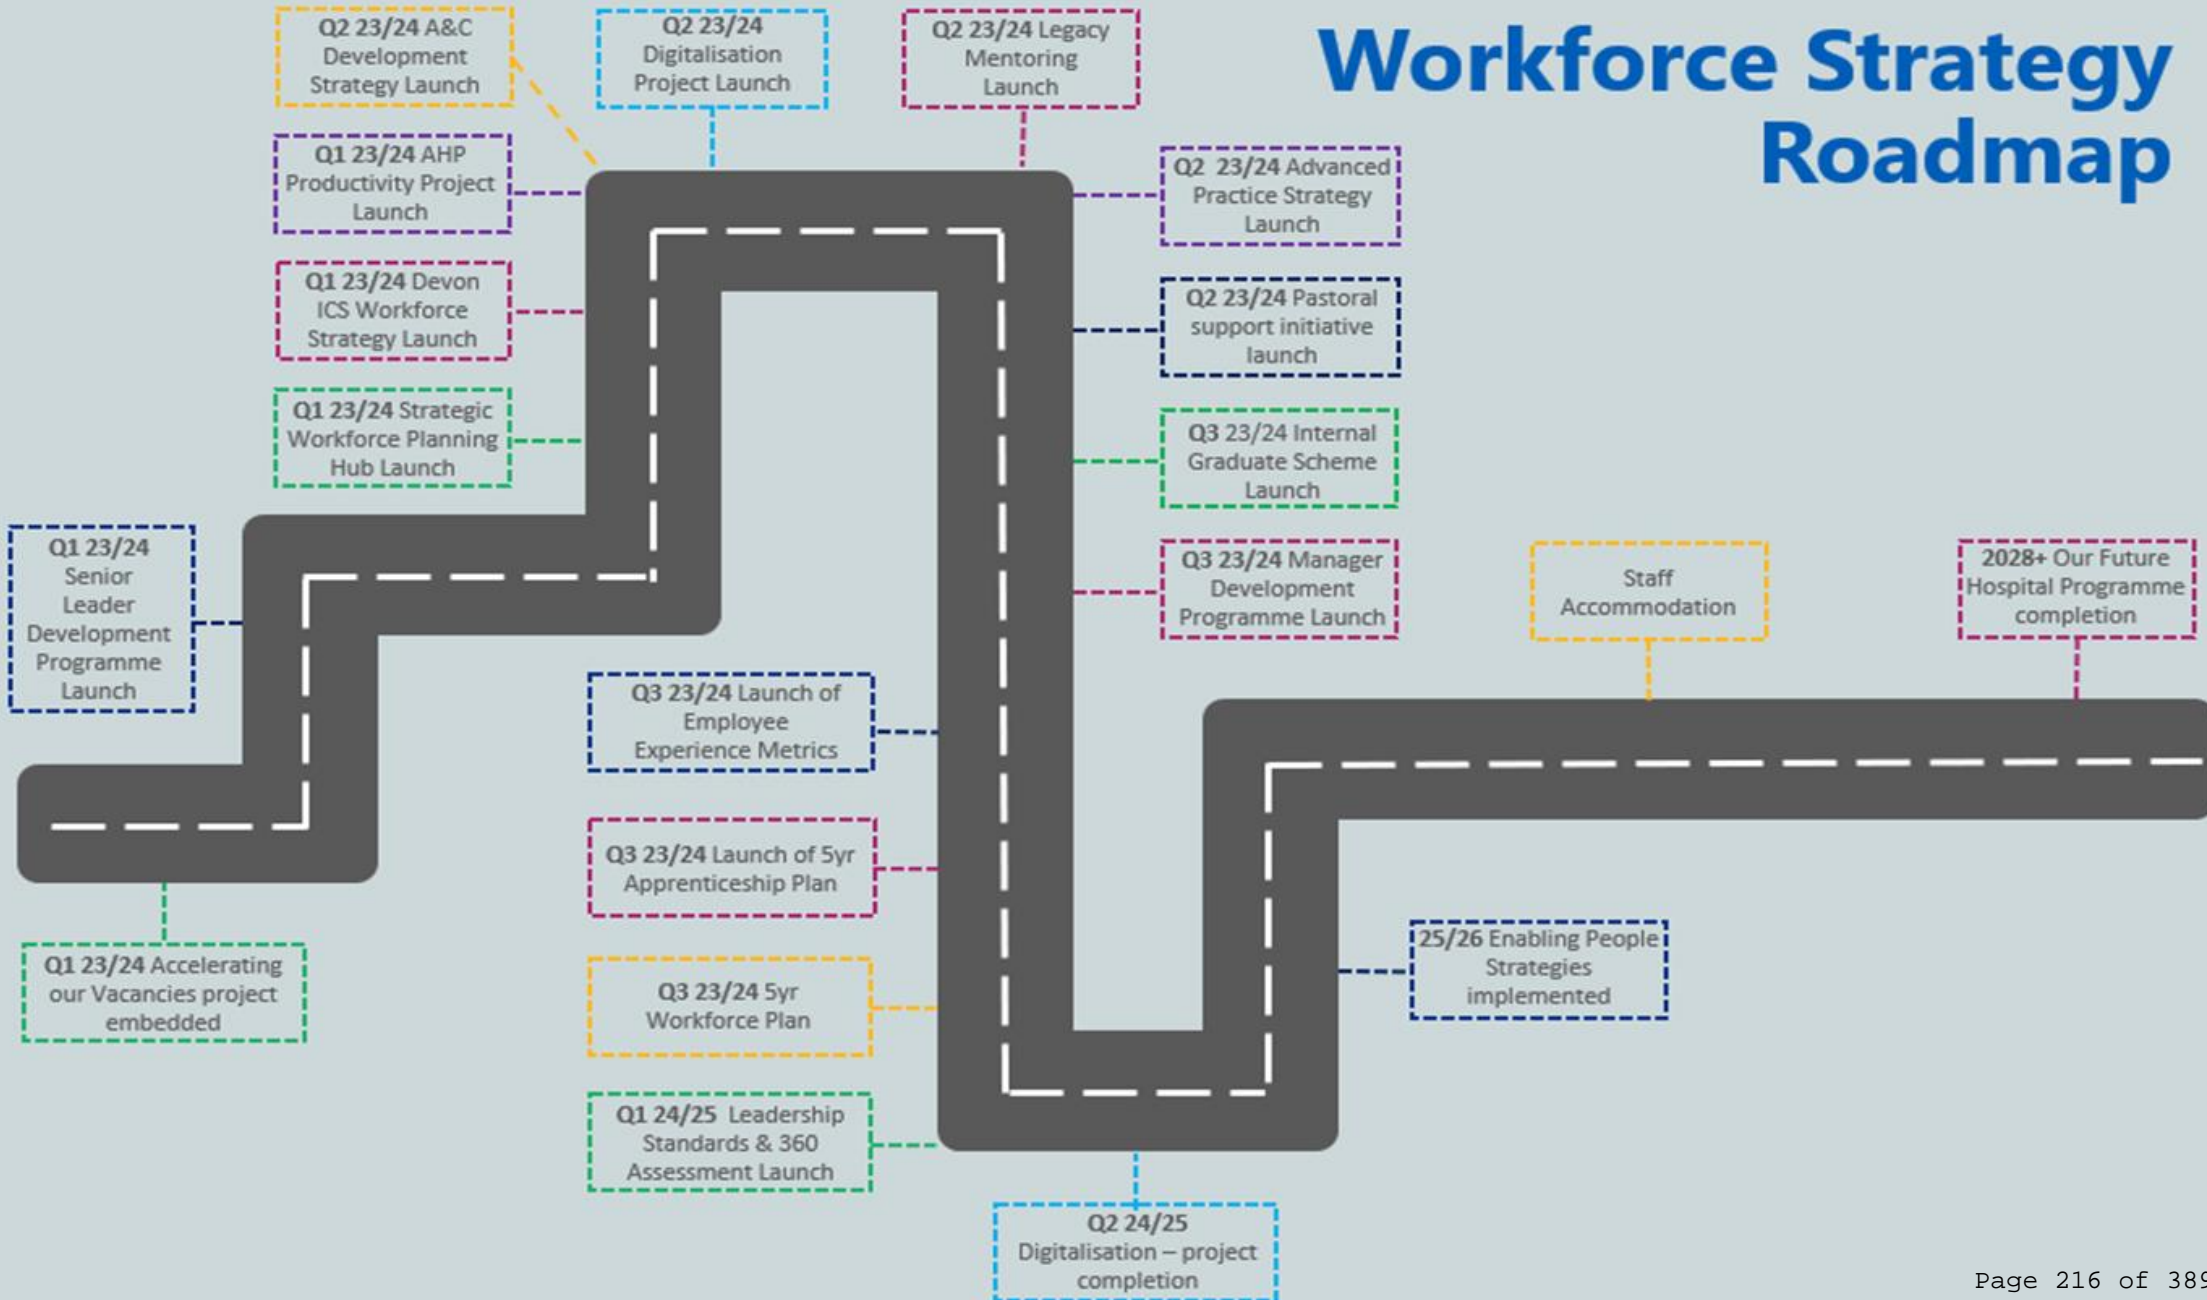 Workforce Strategy
Roadmap
Q2 23/24 A&C
Development
Strategy Launch
Q2 23/24
Digitalisation
Project Launch
Q2 23/24 Legacy
Mentoring
Launch
Q1 23/24 AHP
Productivity Project
Launch
Q2  23/24 Advanced
Practice Strategy
Launch
Q1 23/24 Devon
ICS Workforce
Strategy Launch
Q2 23/24 Pastoral
support initiative
launch
Q1 23/24 Strategic
Workforce Planning
Hub Launch
Q3 23/24 Internal
Graduate Scheme
Launch
Q1 23/24
Senior
Leader
Development
Programme
Launch
Q3 23/24 Manager
Development
Programme Launch
Staff
Accommodation
2028+ Our Future
Hospital Programme
completion
Q3 23/24 Launch of
Employee
Experience Metrics
Q3 23/24 Launch of 5yr
Apprenticeship Plan
Q1 23/24 Accelerating
our Vacancies project
embedded
Q3 23/24 5yr
Workforce Plan
25/26 Enabling People
Strategies
implemented
Q1 24/25  Leadership
Standards & 360
Assessment Launch
Q2 24/25
Digitalisation – project
completion
Page 216 of 389